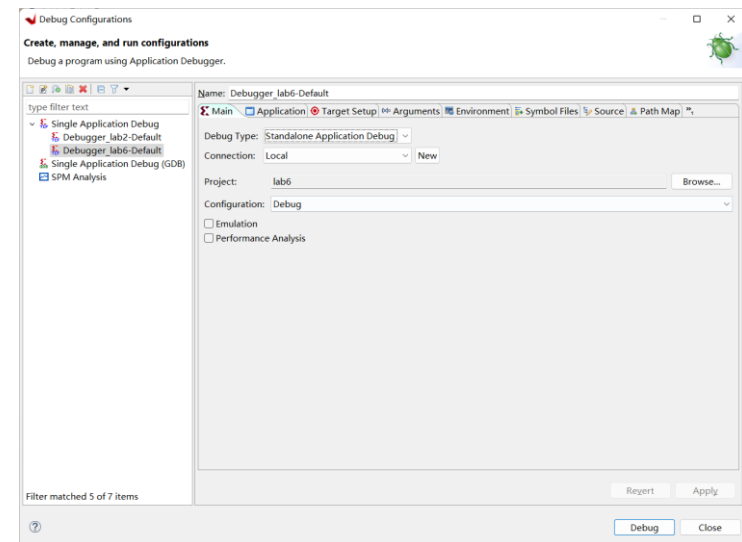 Debug Configurations
Create, manage, and run configurations
Debug a program using Application Debugger.
Name: Debugger_lab6-Default
type filter text
Main Application Target Setup Arguments Environment Symbol Files Source Path Map »1
Single Application Debug
Debugger_lab2-Default
Debugger_lab6-Default
Single Application Debug (GDB)
SPM Analysis
Debug Type: Standalone Application Debug
Connection: Local New
Project: lab6 Browse...
Configuration: Debug
Emulation
Performance Analysis
Filter matched 5 of 7 items
Revert Apply
Debug Close